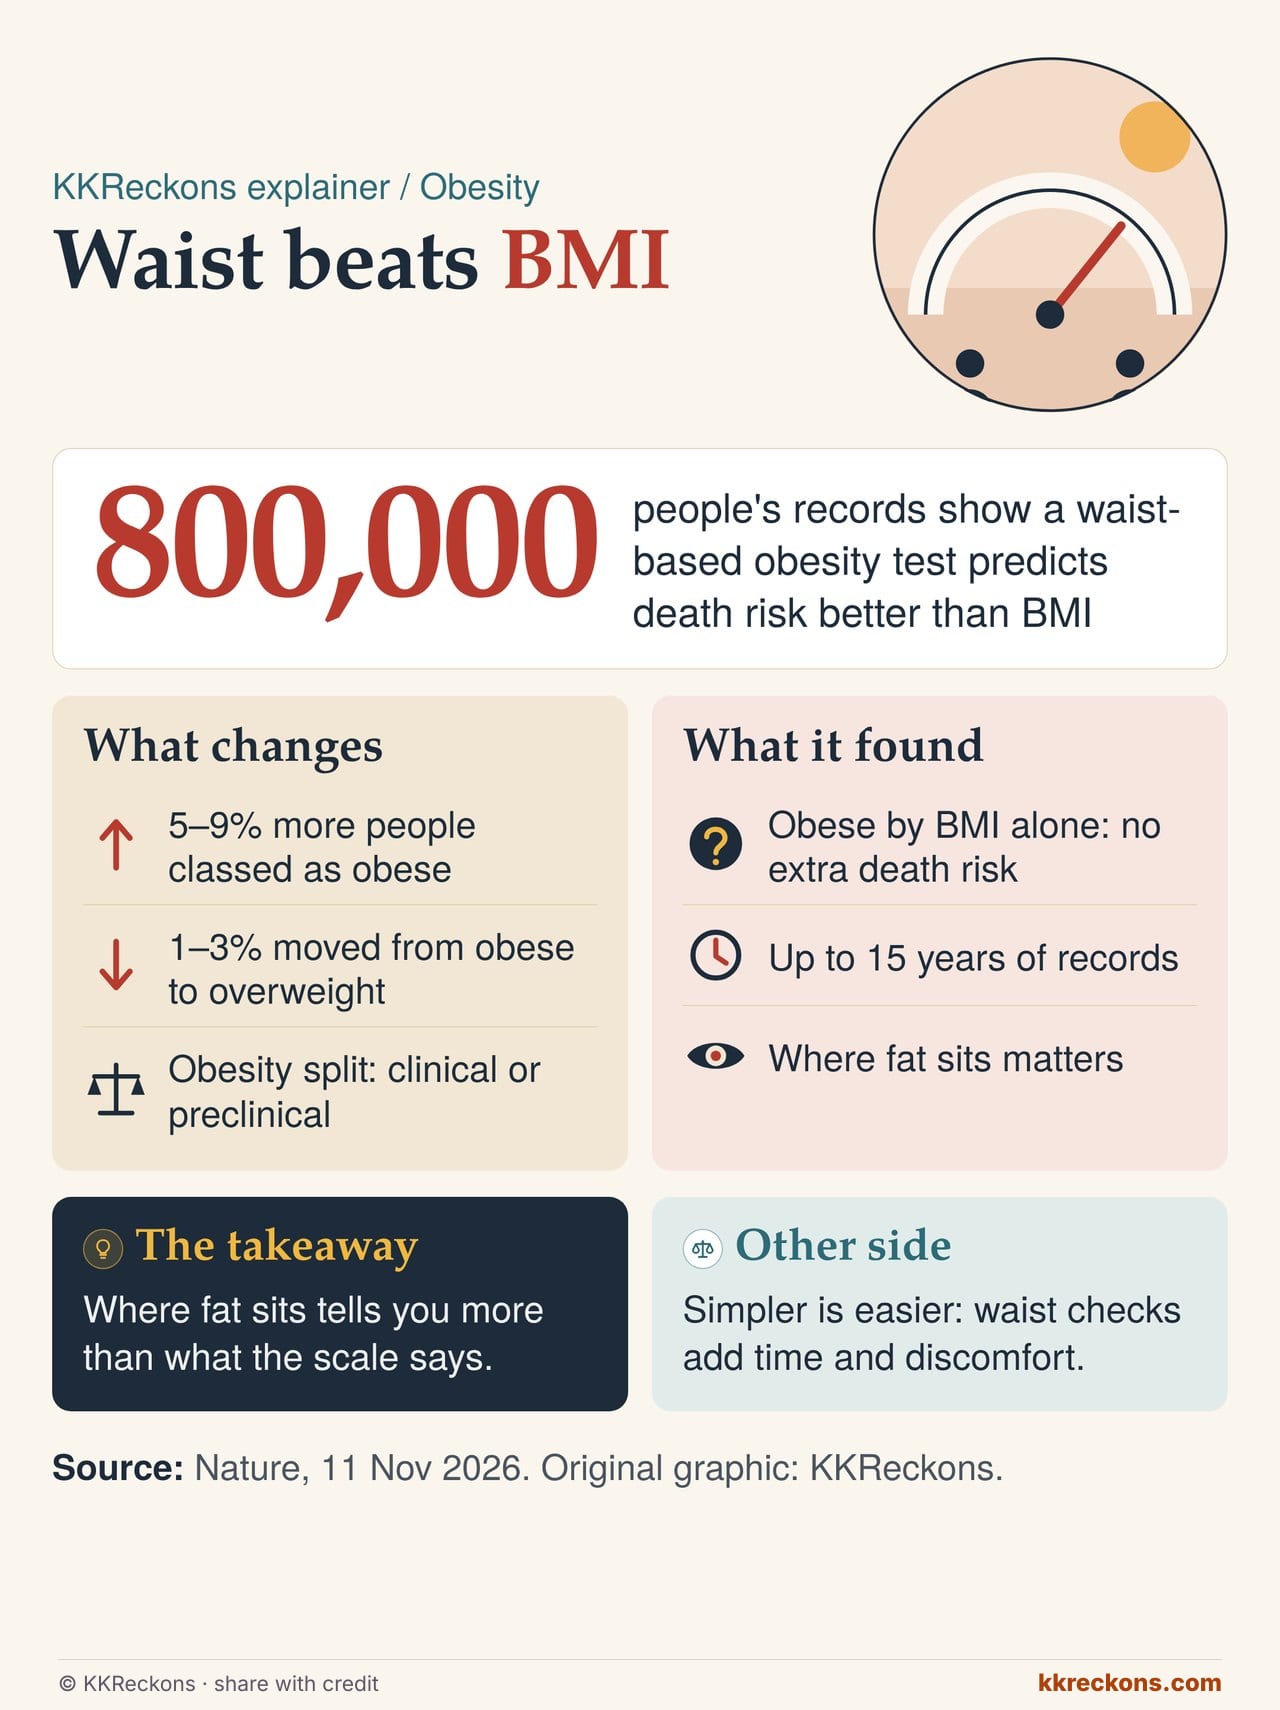 KKReckons explainer / Obesity
Waist beats BMI
800,000
people's records show a waist-
based obesity test predicts
death risk better than BMI
What changes
5–9% more people
classed as obese
1–3% moved from obese
to overweight
Obesity split: clinical or
preclinical
What it found
?
Obese by BMI alone: no
extra death risk
Up to 15 years of records
Where fat sits matters
The takeaway
Where fat sits tells you more
than what the scale says.
Other side
Simpler is easier: waist checks
add time and discomfort.
Source: Nature, 11 Nov 2026. Original graphic: KKReckons.
© KKReckons · share with credit
kkreckons.com